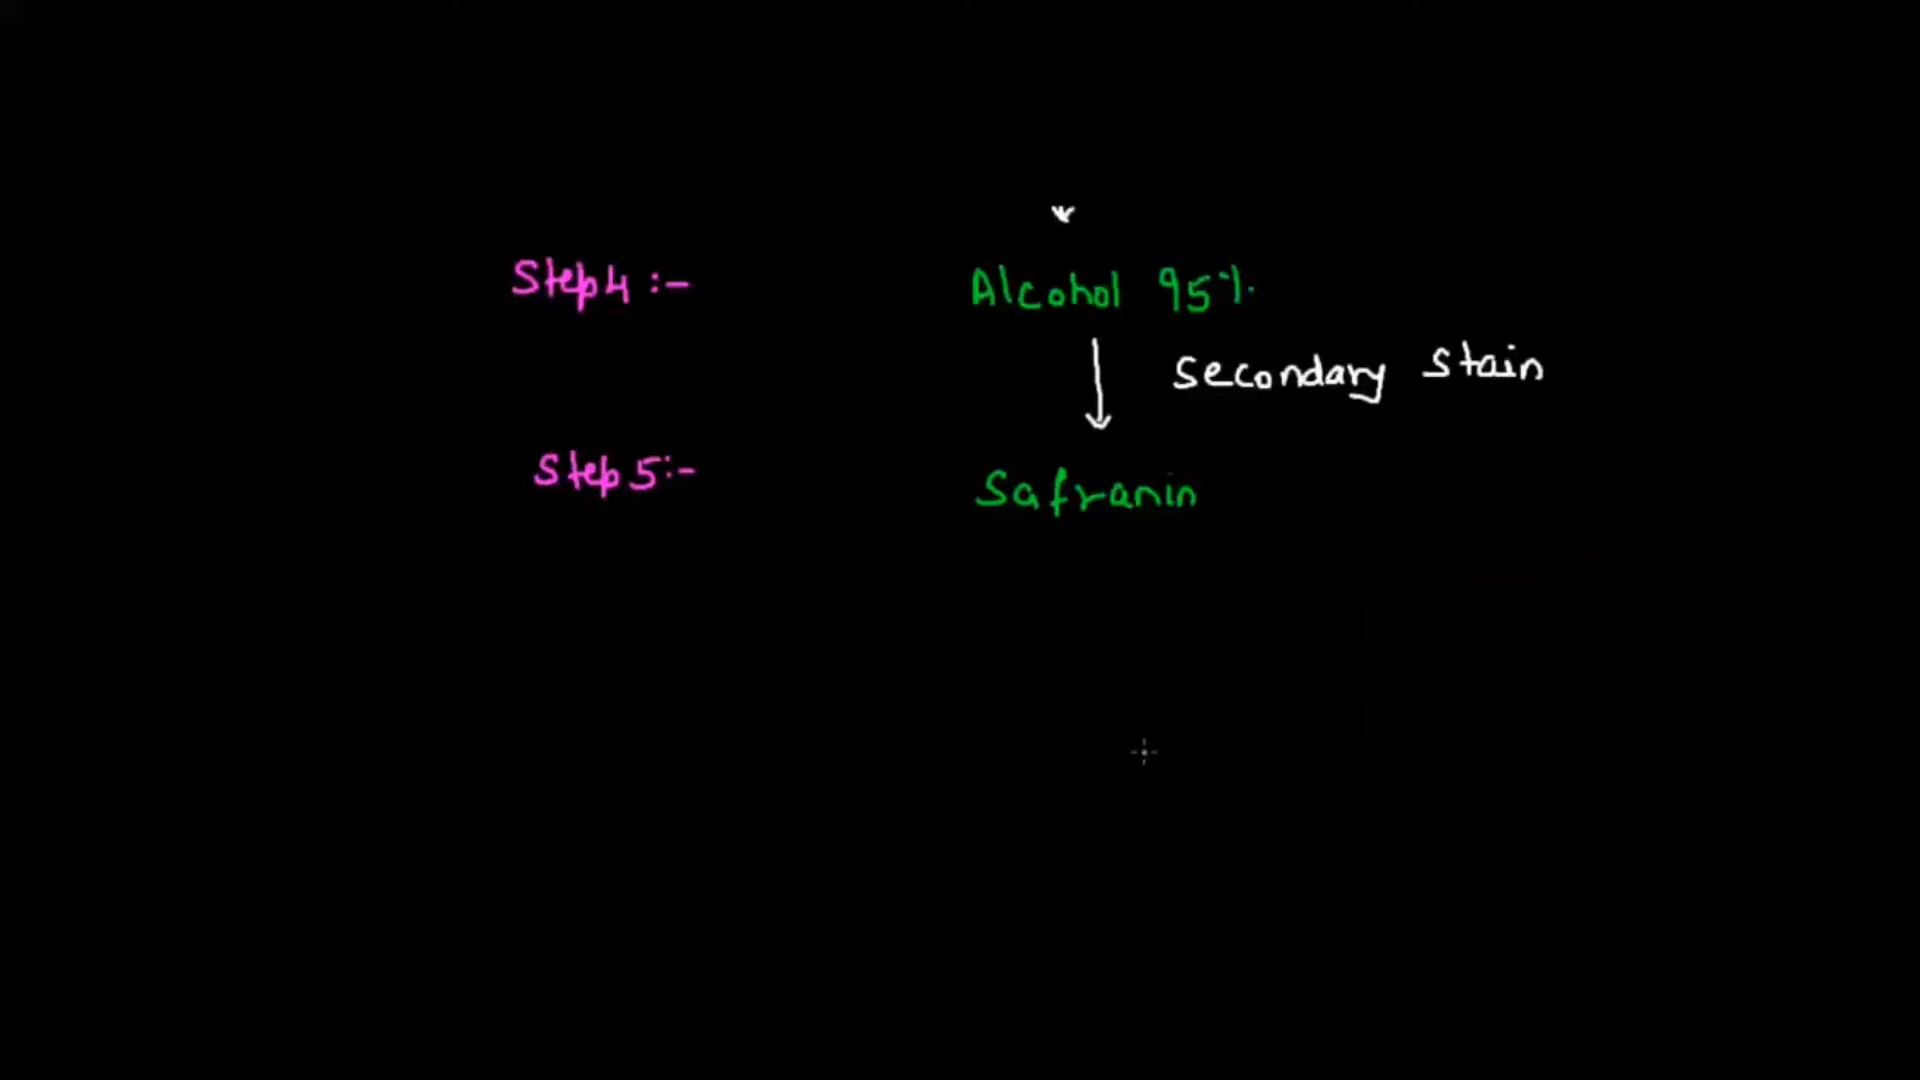 Step 4 :- Alcohol 95%.
Secondary stain
Step 5 :- Safranin